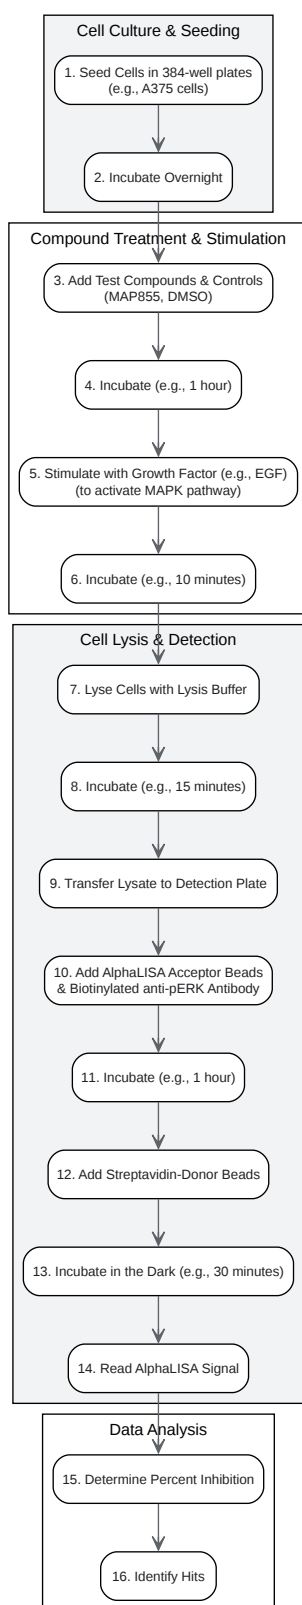 Cell Culture & Seeding
1. Seed Cells in 384-well plates
(e.g., A375 cells)
2. Incubate Overnight
Compound Treatment & Stimulation
3. Add Test Compounds & Controls
(MAP855, DMSO)
4. Incubate (e.g., 1 hour)
5. Stimulate with Growth Factor (e.g., EGF)
(to activate MAPK pathway)
6. Incubate (e.g., 10 minutes)
Cell Lysis & Detection
7. Lyse Cells with Lysis Buffer
8. Incubate (e.g., 15 minutes)
9. Transfer Lysate to Detection Plate
10. Add AlphaLISA Acceptor Beads
& Biotinylated anti-pERK Antibody
11. Incubate (e.g., 1 hour)
12. Add Streptavidin-Donor Beads
13. Incubate in the Dark (e.g., 30 minutes)
14. Read AlphaLISA Signal
Data Analysis
15. Determine Percent Inhibition
16. Identify Hits